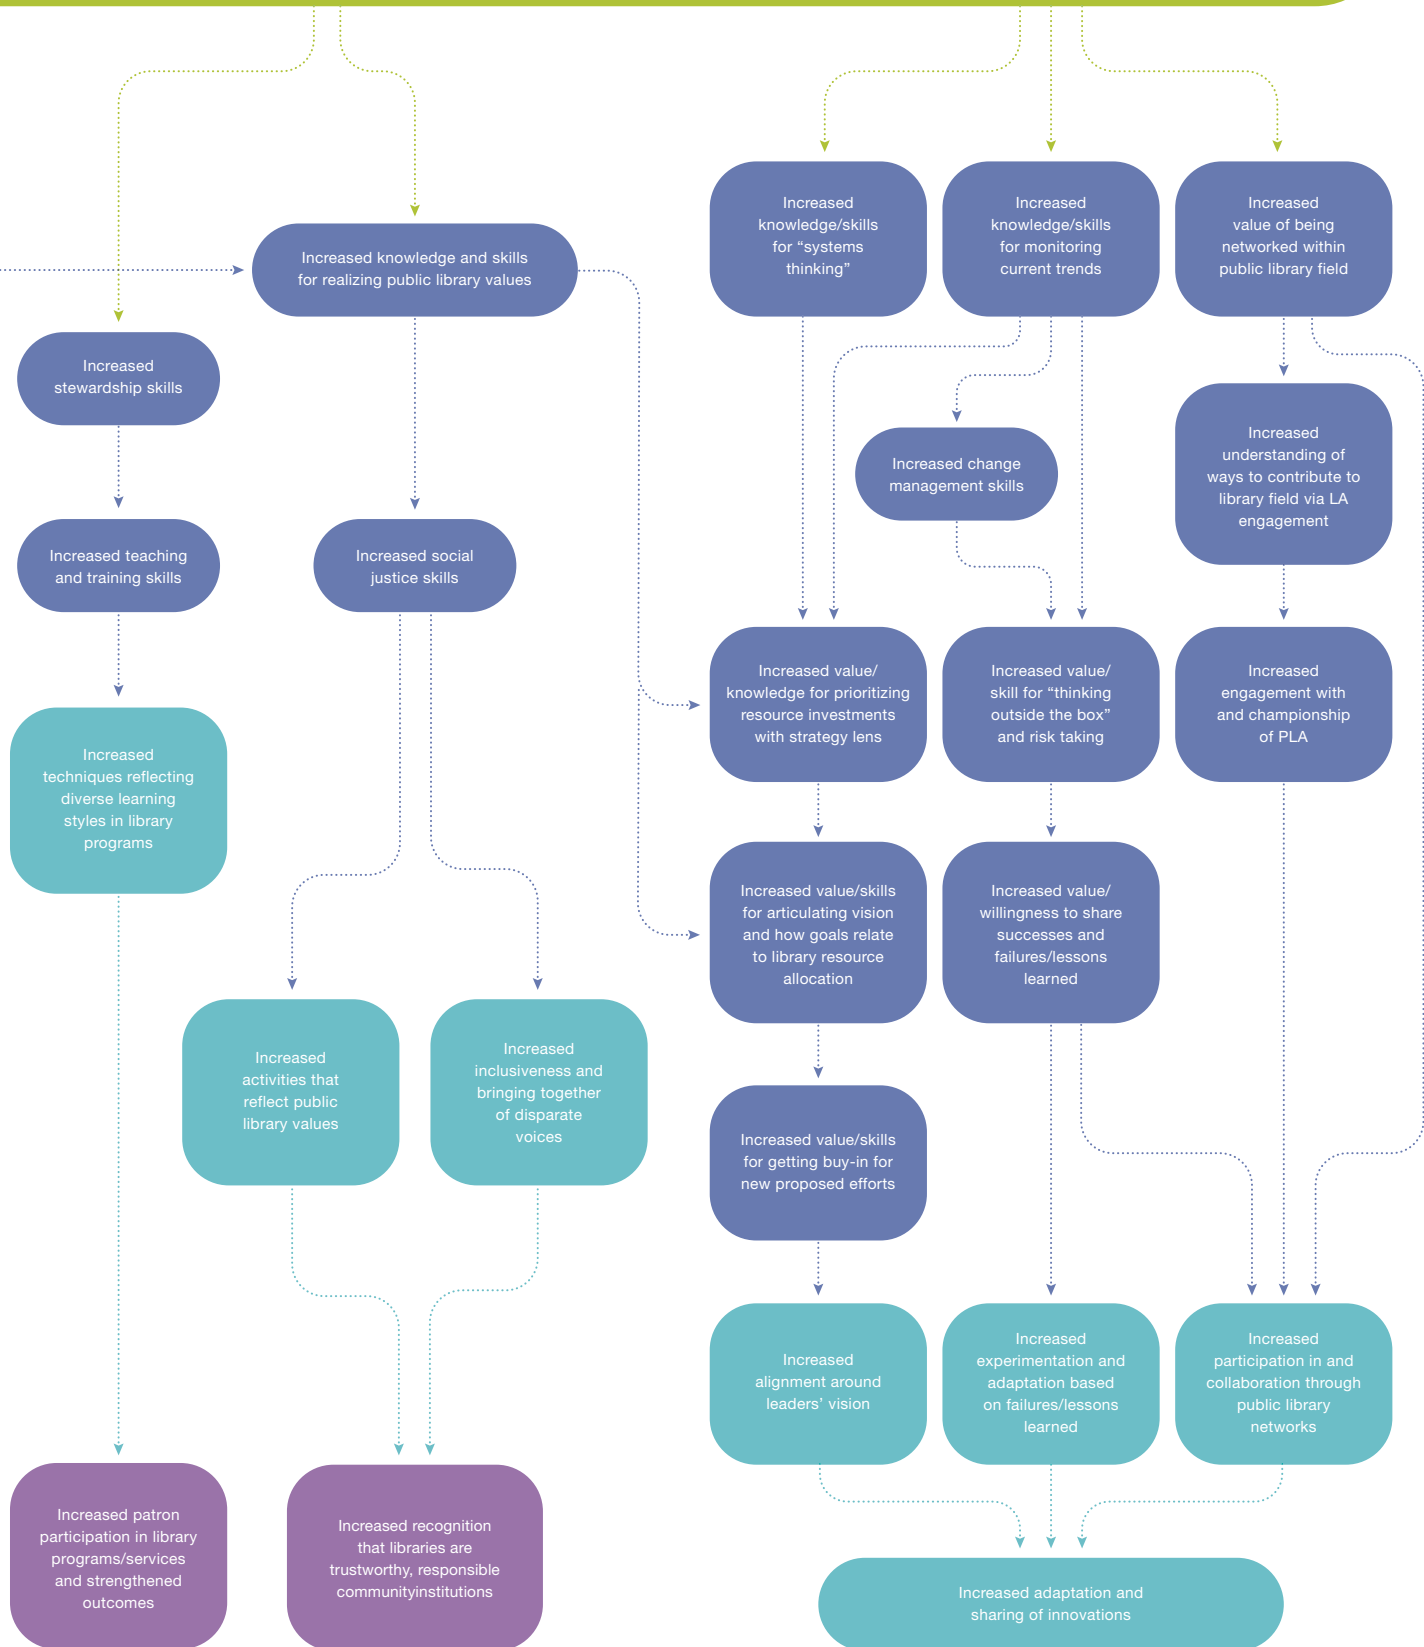 Increased
knowledge/skills
for “systems
thinking”
Increased
knowledge/skills
for monitoring
current trends
Increased
value of being
networked within
public library field
Increased knowledge and skills
for realizing public library values
Increased
stewardship skills
Increased change
management skills
Increased
understanding of
ways to contribute to
library field via LA
engagement
Increased teaching
and training skills
Increased social
justice skills
Increased value/
knowledge for prioritizing
resource investments
with strategy lens
Increased value/
skill for “thinking
outside the box”
and risk taking
Increased
engagement with
and championship
of PLA
Increased
techniques reflecting
diverse learning
styles in library
programs
Increased value/skills
for articulating vision
and how goals relate
to library resource
allocation
Increased value/
willingness to share
successes and
failures/lessons
learned
Increased
activities that
reflect public
library values
Increased
inclusiveness and
bringing together
of disparate
voices
Increased value/skills
for getting buy-in for
new proposed efforts
Increased
alignment around
leaders’ vision
Increased
experimentation and
adaptation based
on failures/lessons
learned
Increased
participation in and
collaboration through
public library
networks
Increased patron
participation in library
programs/services
and strengthened
outcomes
Increased recognition
that libraries are
trustworthy, responsible
communityinstitutions
Increased adaptation and
sharing of innovations